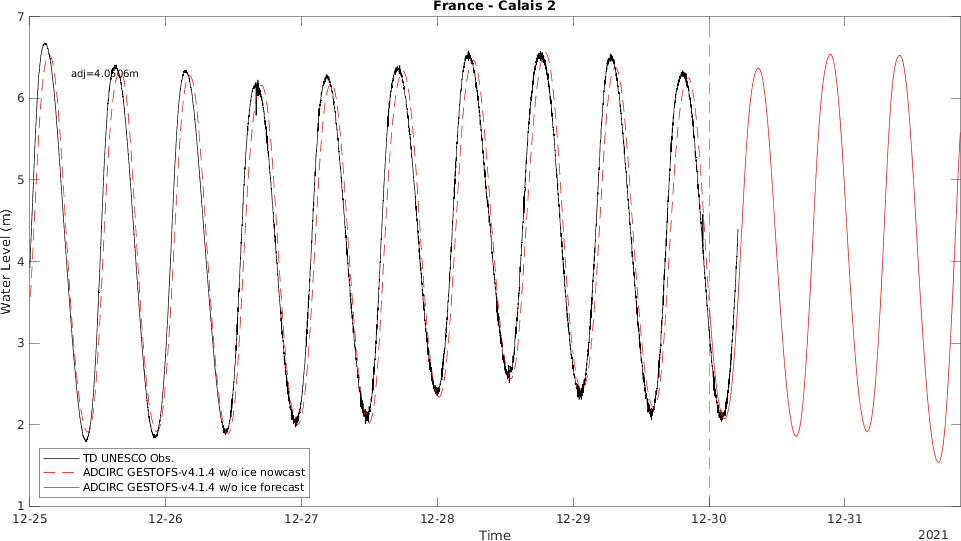 France - Calais 2
7
6
5
4
3
2
1
Water Level (m)
adj=4.0506m
TD UNESCO Obs.
ADCIRC GESTOFS-v4.1.4 w/o ice nowcast
ADCIRC GESTOFS-v4.1.4 w/o ice forecast
12-25 12-26 12-27 12-28 12-29 12-30 12-31
Time
2021